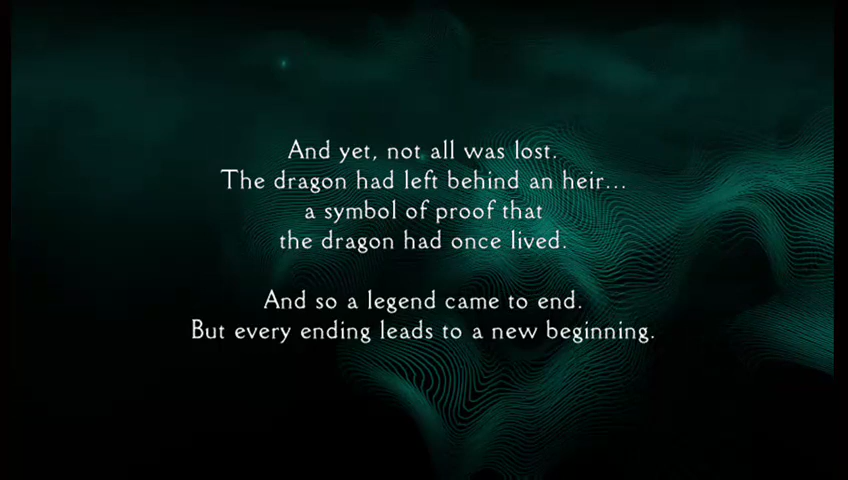 And yet, not all was lost.
The dragon had left behind an heir...
a symbol of proof that
the dragon had once lived.
And so a legend came to end.
But every ending leads to a new beginning.